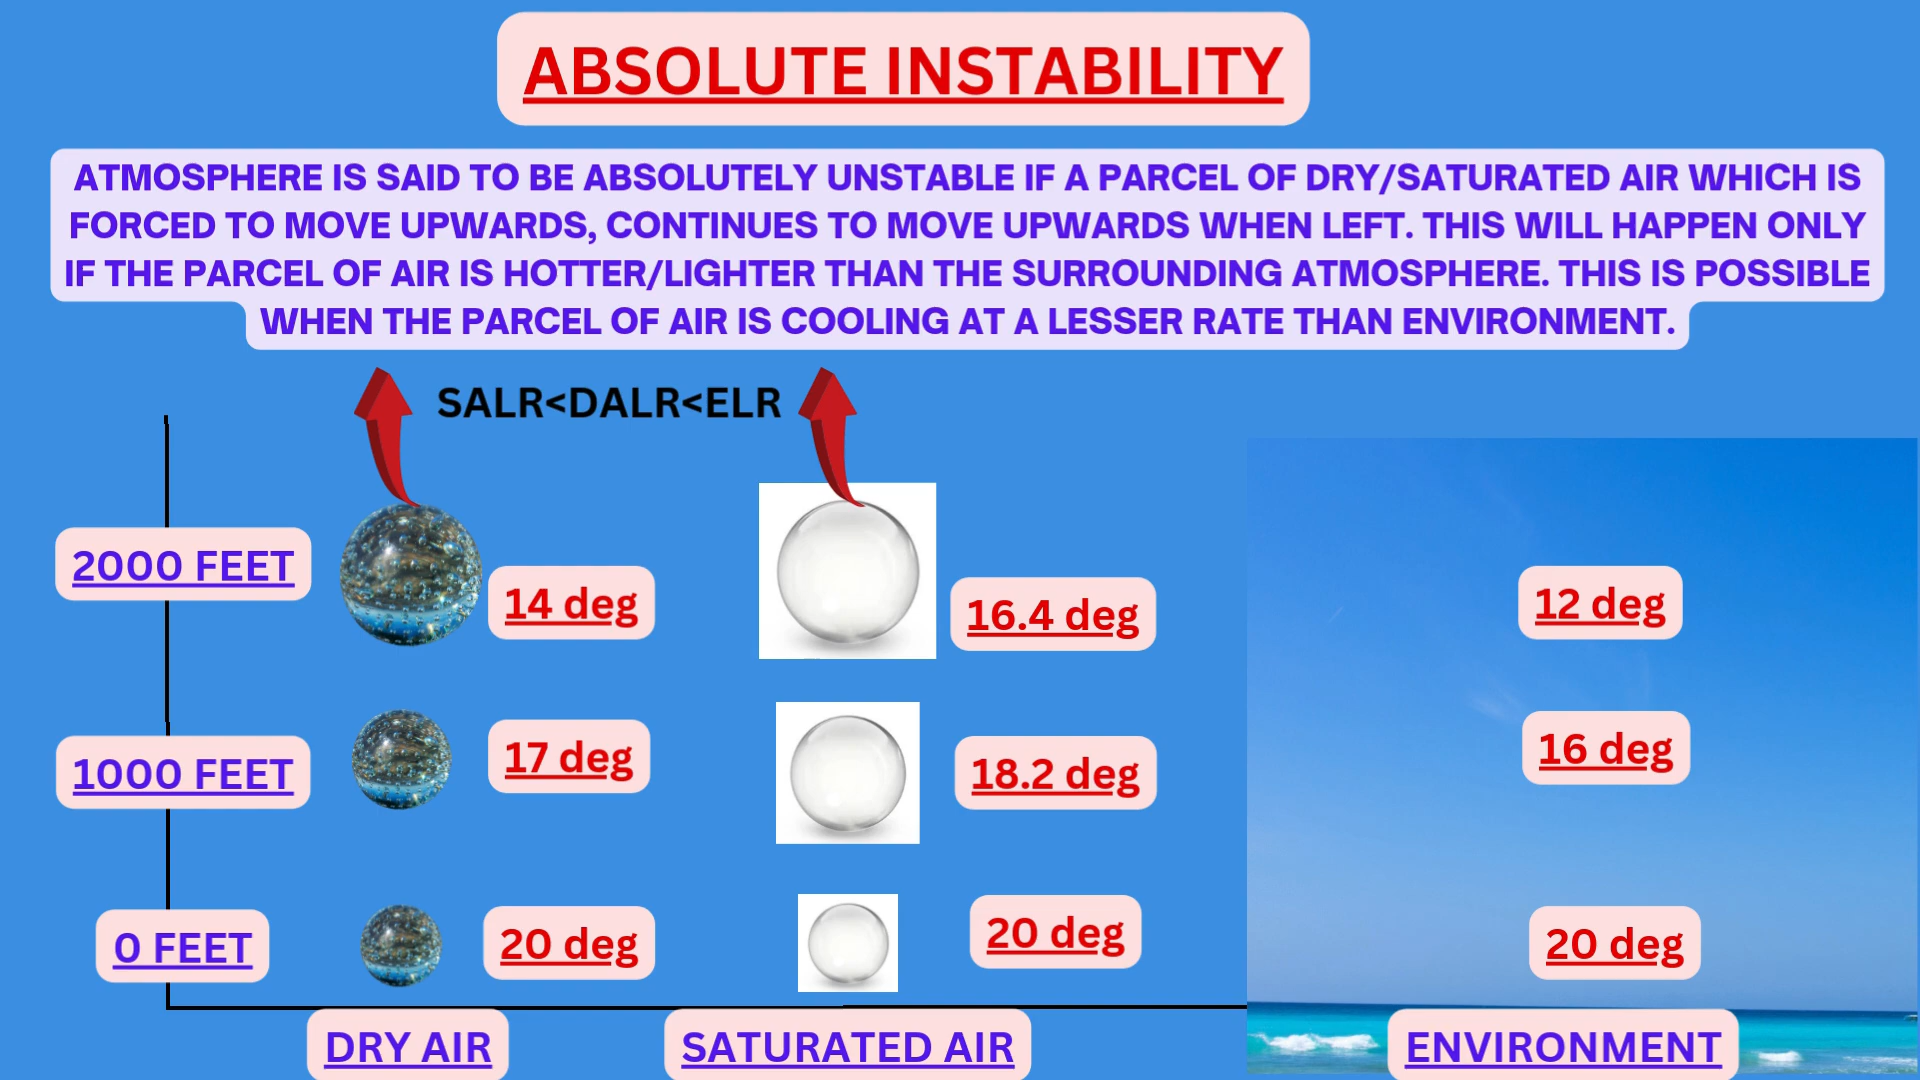 ABSOLUTE INSTABILITY
ATMOSPHERE IS SAID TO BE ABSOLUTELY UNSTABLE IF A PARCEL OF DRY/SATURATED AIR WHICH IS
FORCED TO MOVE UPWARDS, CONTINUES TO MOVE UPWARDS WHEN LEFT. THIS WILL HAPPEN ONLY
IF THE PARCEL OF AIR IS HOTTER/LIGHTER THAN THE SURROUNDING ATMOSPHERE. THIS IS POSSIBLE
WHEN THE PARCEL OF AIR IS COOLING AT A LESSER RATE THAN ENVIRONMENT.
SALR<DALR<ELR
2000 FEET
14 deg
16.4 deg
12 deg
1000 FEET
17 deg
18.2 deg
16 deg
0 FEET
20 deg
20 deg
20 deg
DRY AIR
SATURATED AIR
ENVIRONMENT